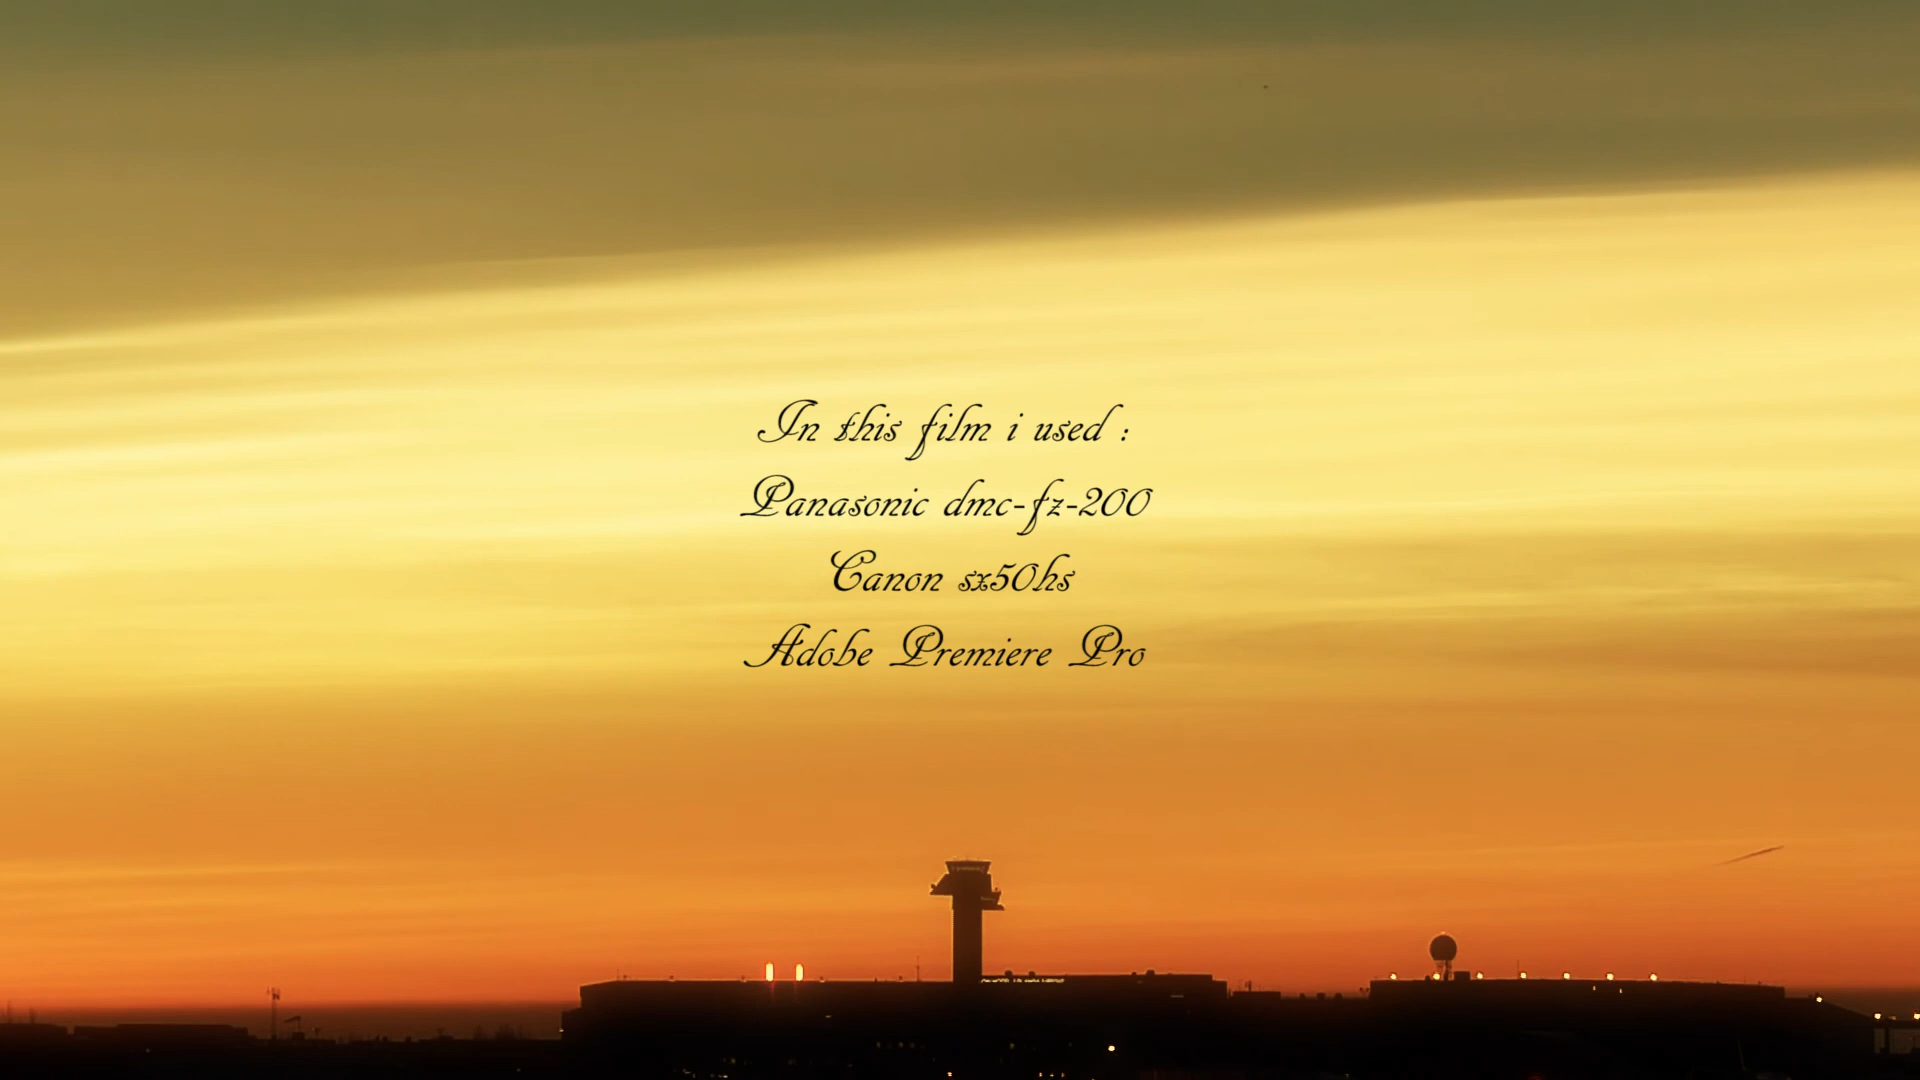 In this film i used :
Panasonic dmc-fz-200
Canon sx50hs
Adobe Premiere Pro